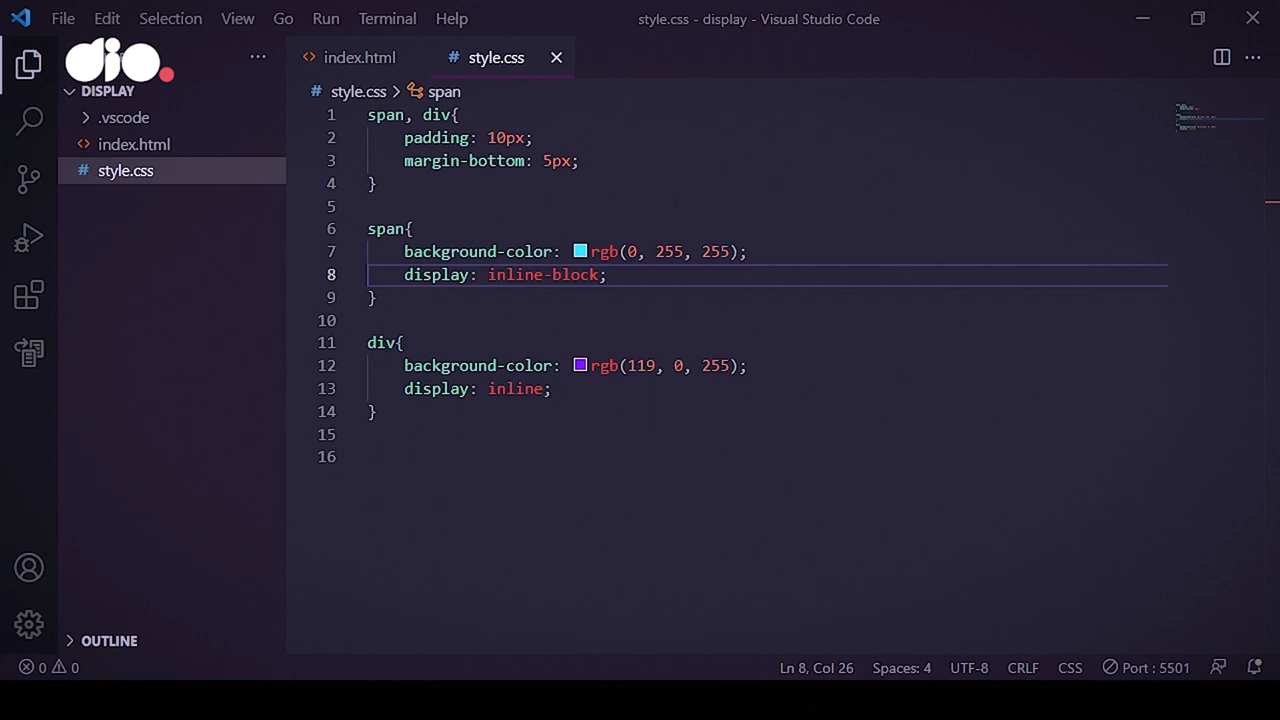 File Edit Selection View Go Run Terminal Help
style.css - display - Visual Studio Code
dio
index.html
style.css
DISPLAY
.vscode
index.html
style.css
# style.css > span
1 span, div{
2 padding: 10px;
3 margin-bottom: 5px;
4 }
5
6 span{
7 background-color: rgb(0, 255, 255);
8 display: inline-block;
9 }
10
11 div{
12 background-color: rgb(119, 0, 255);
13 display: inline;
14 }
15
16
OUTLINE
0 0 Ln 8, Col 26 Spaces: 4 UTF-8 CRLF CSS Port : 5501